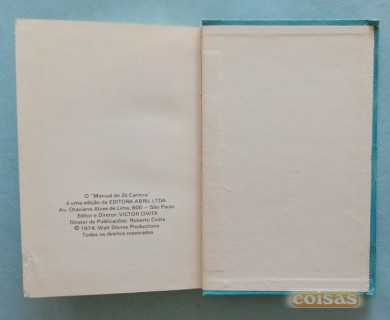 O "Manual do Zé Carioca"
é uma edição da EDITORA ABRIL LTDA.
Av. Otaviano Alves de Lima, 800 — São Paulo
Editor e Diretor: VICTOR CIVITA
Diretor de Publicações: Roberto Civita
© 1974, Walt Disney Productions
Todos os direitos reservados
coisas